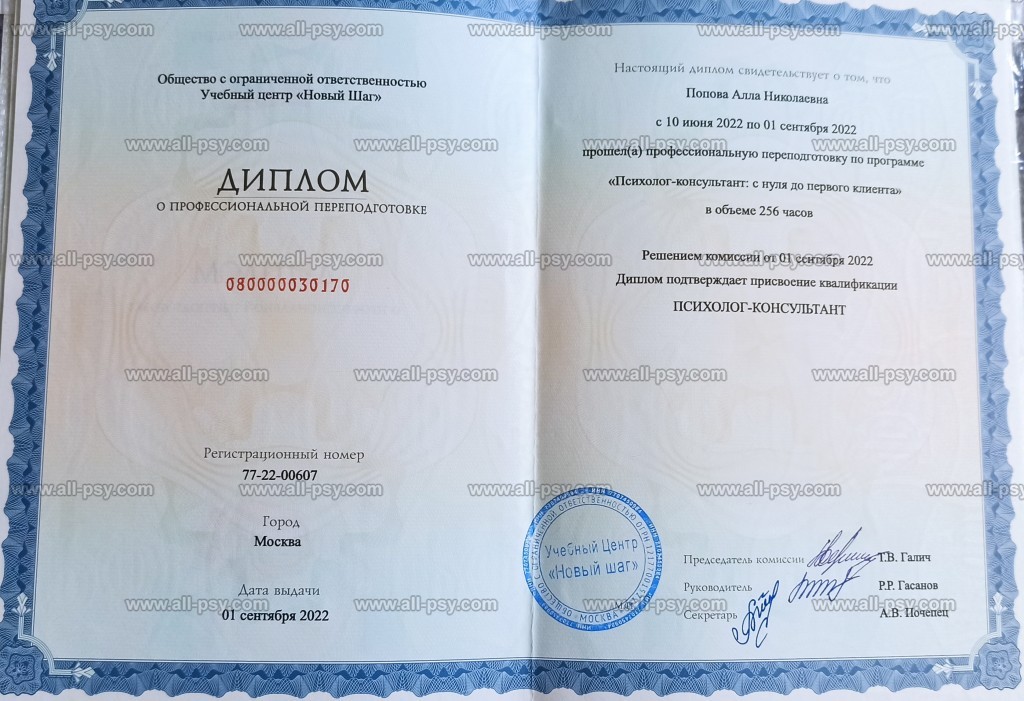 Общество с ограниченной ответственностью
Учебный центр «Новый Шаг»
ДИПЛОМ
О ПРОФЕССИОНАЛЬНОЙ ПЕРЕПОДГОТОВКЕ
080000030170
Регистрационный номер
77-22-00607
Город
Москва
Дата выдачи
01 сентября 2022
Настоящий диплом свидетельствует о том, что
Попова Алла Николаевна
с 10 июня 2022 по 01 сентября 2022
прошел(а) профессиональную переподготовку по программе
«Психолог-консультант: с нуля до первого клиента»
в объеме 256 часов
Решением комиссии от 01 сентября 2022
Диплом подтверждает присвоение квалификации
ПСИХОЛОГ-КОНСУЛЬТАНТ
Учебный Центр
«Новый шаг»
ОБЩЕСТВО С ОГРАНИЧЕННОЙ ОТВЕТСТВЕННОСТЬЮ
МОСКВА
Председатель комиссии Т.В. Галич
Руководитель Р.Р. Гасанов
Секретарь А.В. Почепец
www.all-psy.com